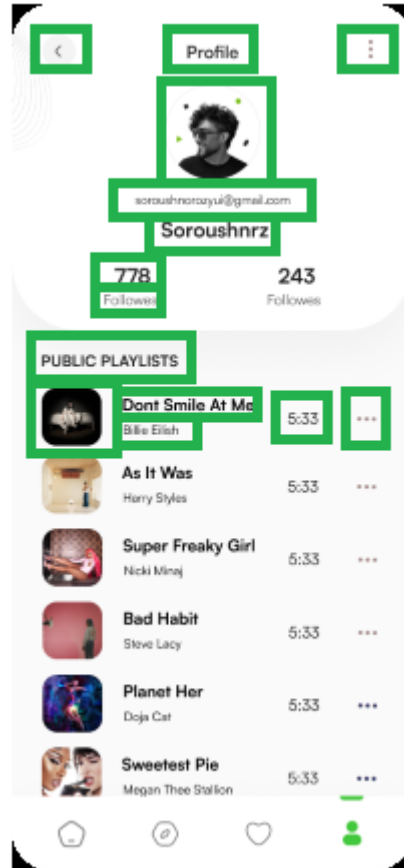 Profile
soroushnorozyui@gmail.com
Soroushnrz
778 243
Followes Followes
PUBLIC PLAYLISTS
Dont Smile At Me 5:33
Billie Eilish
As It Was 5:33
Harry Styles
Super Freaky Girl 5:33
Nicki Minaj
Bad Habit 5:33
Steve Lacy
Planet Her 5:33
Doja Cat
Sweetest Pie 5:33
Megan Thee Stallion